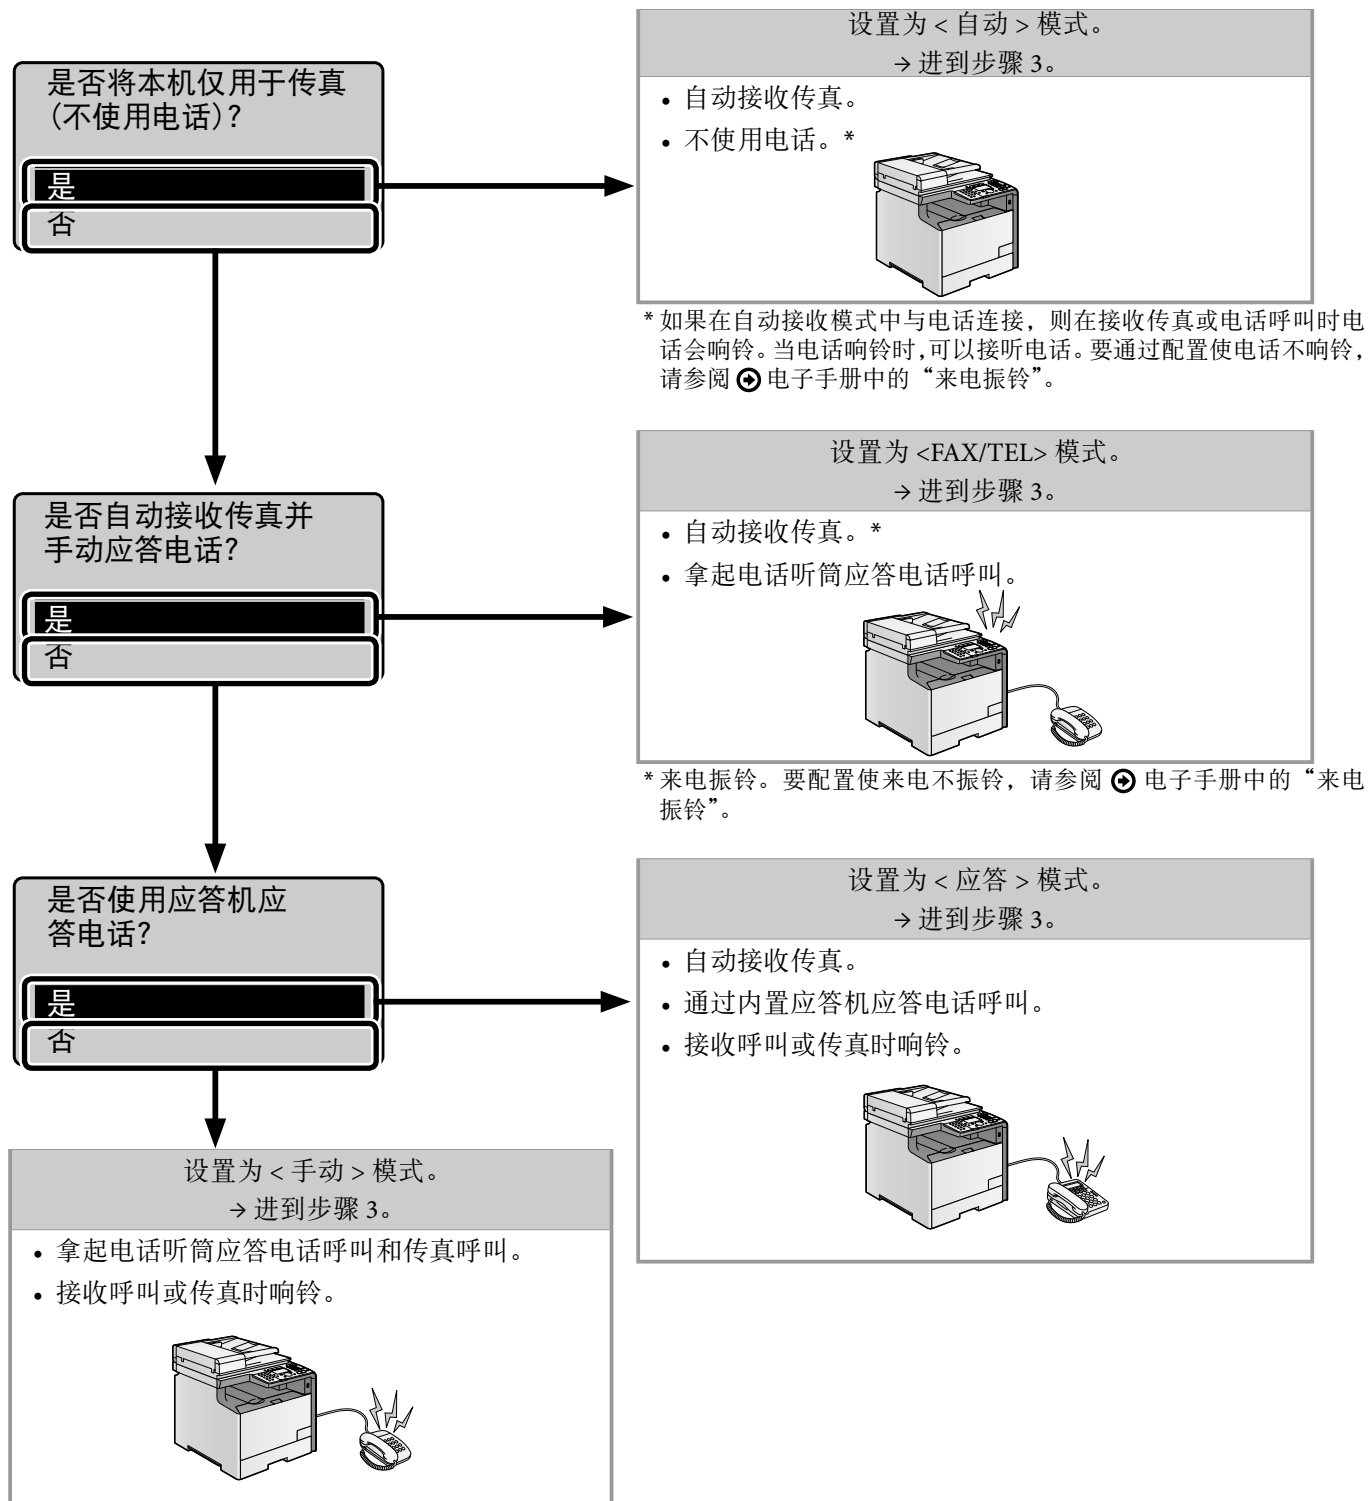 是否将本机仅用于传真
（不使用电话）？
是
否
设置为 < 自动 > 模式。
→ 进到步骤 3。
• 自动接收传真。
• 不使用电话。*
* 如果在自动接收模式中与电话连接，则在接收传真或电话呼叫时电
话会响铃。当电话响铃时，可以接听电话。要通过配置使电话不响铃，
请参阅 电子手册中的“来电振铃”。
是否自动接收传真并
手动应答电话？
是
否
设置为 <FAX/TEL> 模式。
→ 进到步骤 3。
• 自动接收传真。*
• 拿起电话听筒应答电话呼叫。
* 来电振铃。要配置使来电不振铃，请参阅 电子手册中的“来电
振铃”。
是否使用应答机应
答电话？
是
否
设置为 < 应答 > 模式。
→ 进到步骤 3。
• 自动接收传真。
• 通过内置应答机应答电话呼叫。
• 接收呼叫或传真时响铃。
设置为 < 手动 > 模式。
→ 进到步骤 3。
• 拿起电话听筒应答电话呼叫和传真呼叫。
• 接收呼叫或传真时响铃。